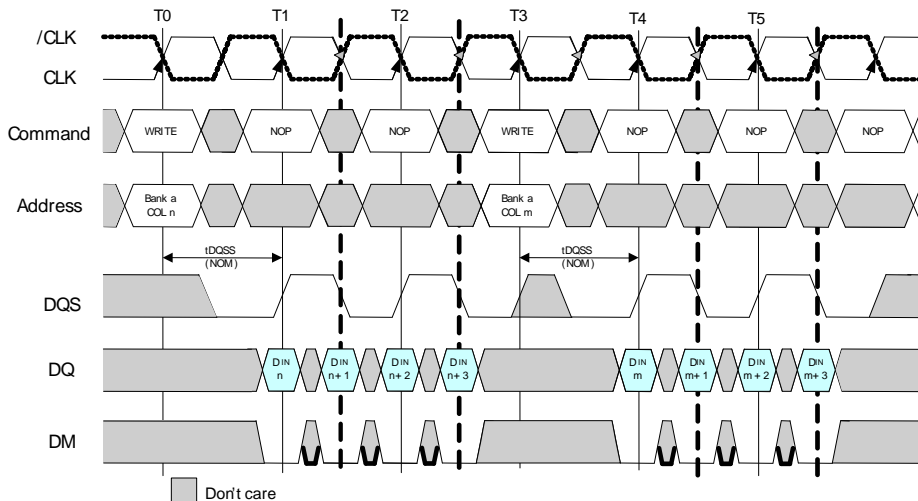 T0 T1 T2 T3 T4 T5
/CLK
CLK
Command WRITE NOP NOP WRITE NOP NOP NOP
Address Bank a COL n Bank a COL m
tDQSS (NOM) tDQSS (NOM)
DQS
DQ DIN n DIN n+1 DIN n+2 DIN n+3 DIN m DIN m+1 DIN m+2 DIN m+3
DM
Don't care